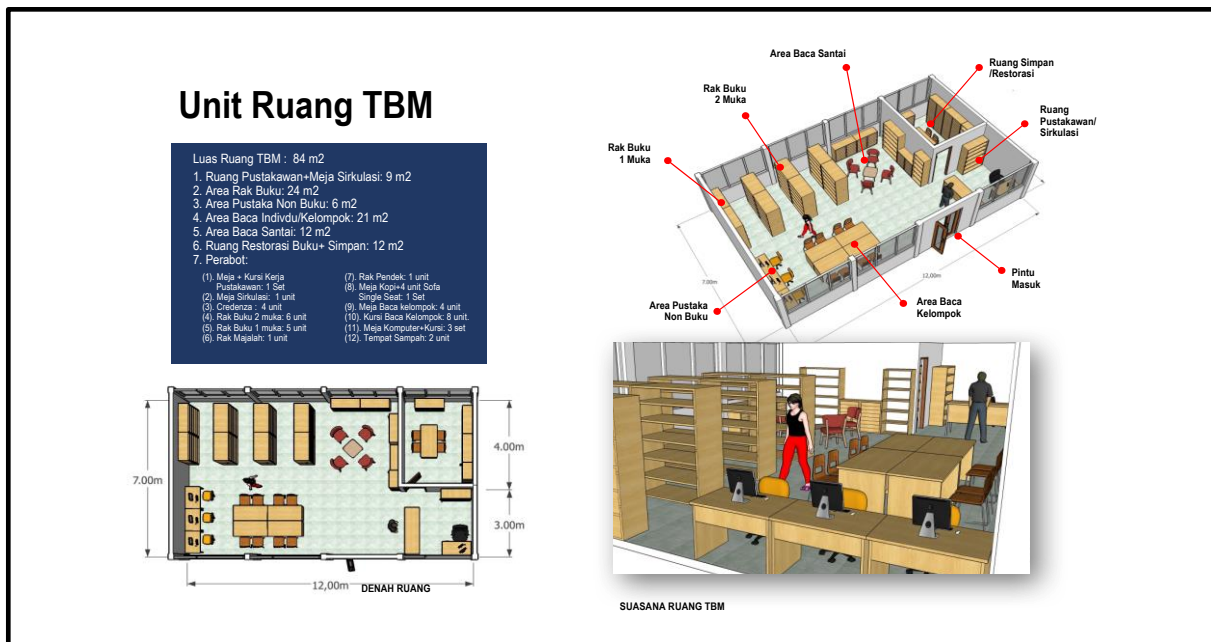 Unit Ruang TBM
Luas Ruang TBM :  84 m2
1. Ruang Pustakawan+Meja Sirkulasi: 9 m2
2. Area Rak Buku: 24 m2
3. Area Pustaka Non Buku: 6 m2
4. Area Baca Indivdu/Kelompok: 21 m2
5. Area Baca Santai: 12 m2
6. Ruang Restorasi Buku+ Simpan: 12 m2
7. Perabot:
(1). Meja + Kursi Kerja
Pustakawan: 1 Set
(2). Meja Sirkulasi:  1 unit
(3). Credenza :  4 unit
(4). Rak Buku 2 muka: 6 unit
(5). Rak Buku 1 muka: 5 unit
(6). Rak Majalah: 1 unit
(7). Rak Pendek: 1 unit
(8). Meja Kopi+4 unit Sofa
Single Seat: 1 Set
(9). Meja Baca kelompok: 4 unit
(10). Kursi Baca Kelompok: 8 unit.
(11). Meja Komputer+Kursi: 3 set
(12). Tempat Sampah: 2 unit
7.00m
4.00m
3.00m
12,00m
DENAH RUANG
Area Baca Santai
Ruang Simpan
/Restorasi
Rak Buku
2 Muka
Ruang
Pustakawan/
Sirkulasi
Rak Buku
1 Muka
7.00m
12,00m
Pintu
Masuk
Area Pustaka
Non Buku
Area Baca
Kelompok
SUASANA RUANG TBM